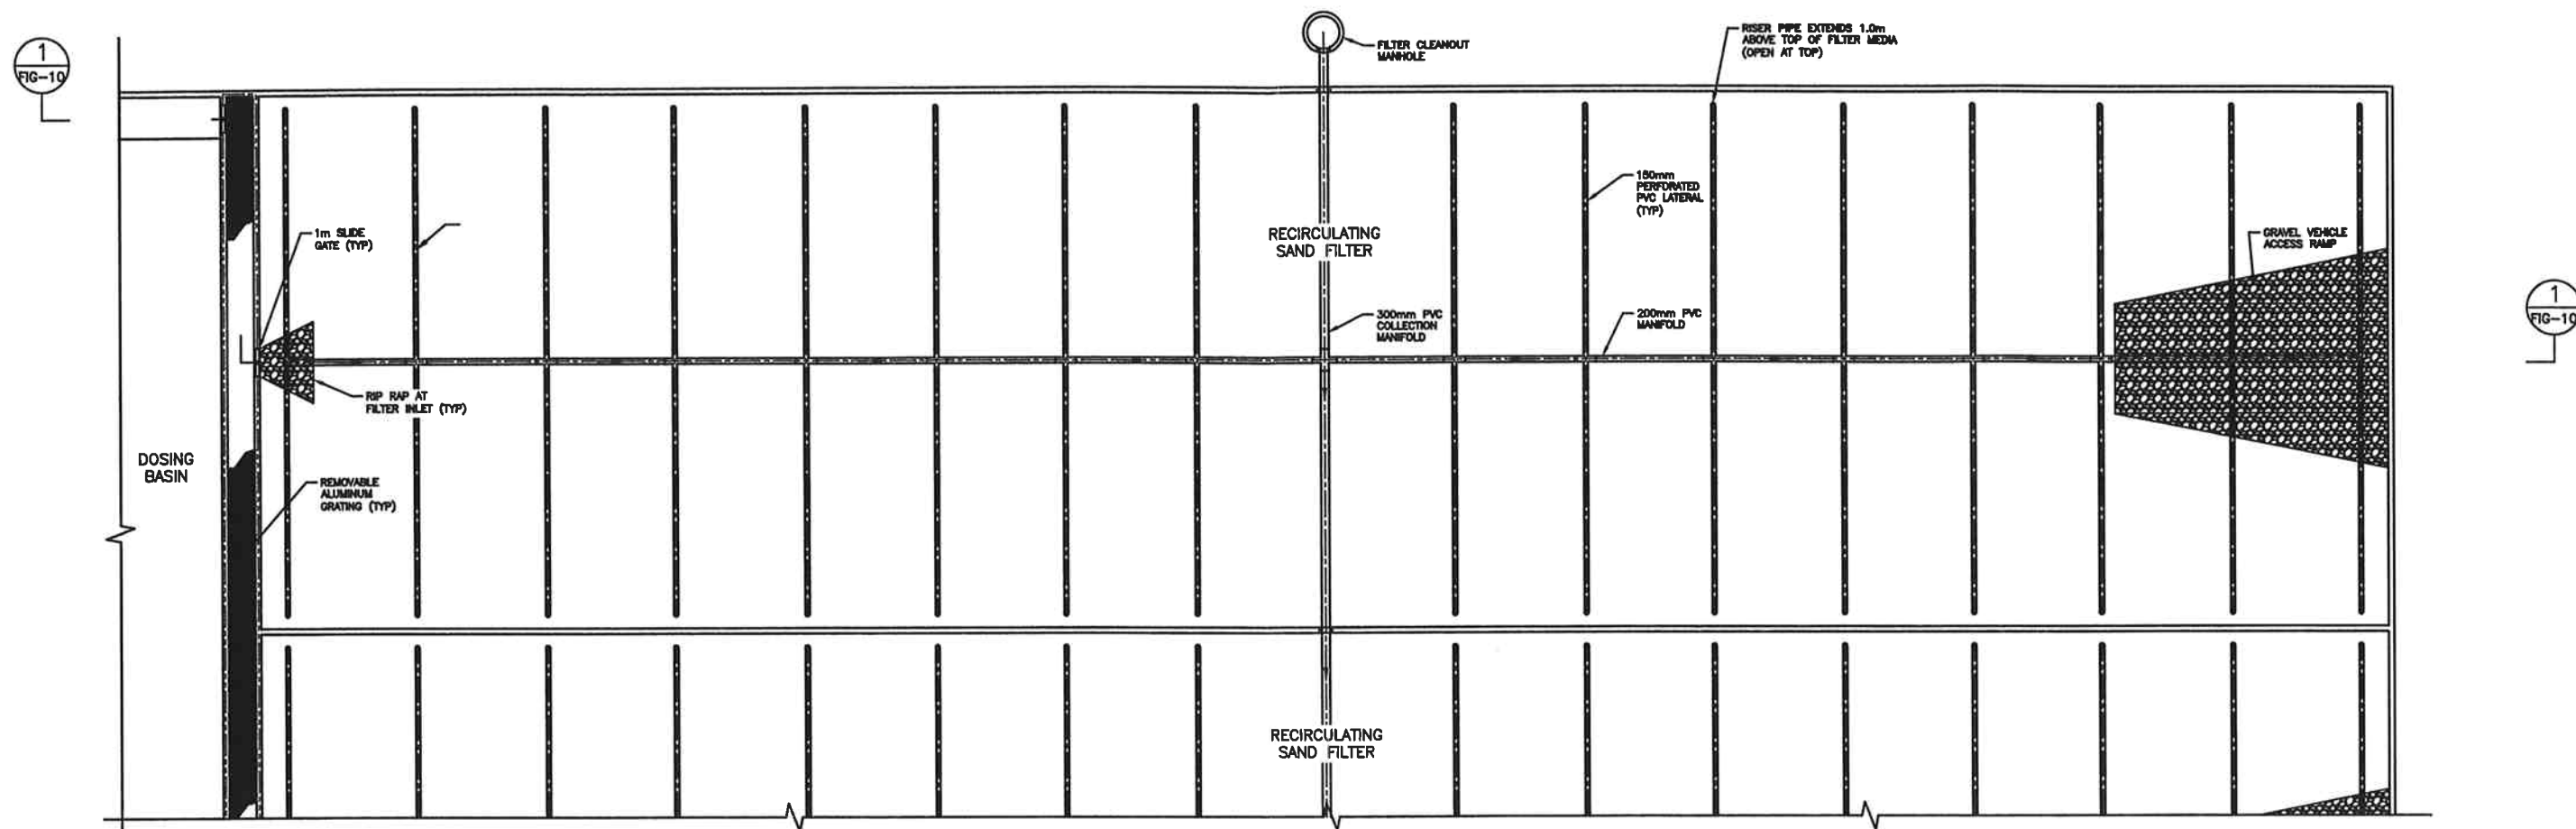 1
FIG-10
FILTER CLEANOUT
MANHOLE
RISER PIPE EXTENDS 1.0m
ABOVE TOP OF FILTER MEDIA
(OPEN AT TOP)
1m SLIDE
GATE (TYP)
RECIRCULATING
SAND FILTER
150mm
PERFORATED
PVC LATERAL
(TYP)
GRAVEL VEHICLE
ACCESS RAMP
1
FIG-10
300mm PVC
COLLECTION
MANIFOLD
200mm PVC
MANIFOLD
RIP RAP AT
FILTER INLET (TYP)
DOSING
BASIN
REMOVABLE
ALUMINUM
GRATING (TYP)
RECIRCULATING
SAND FILTER